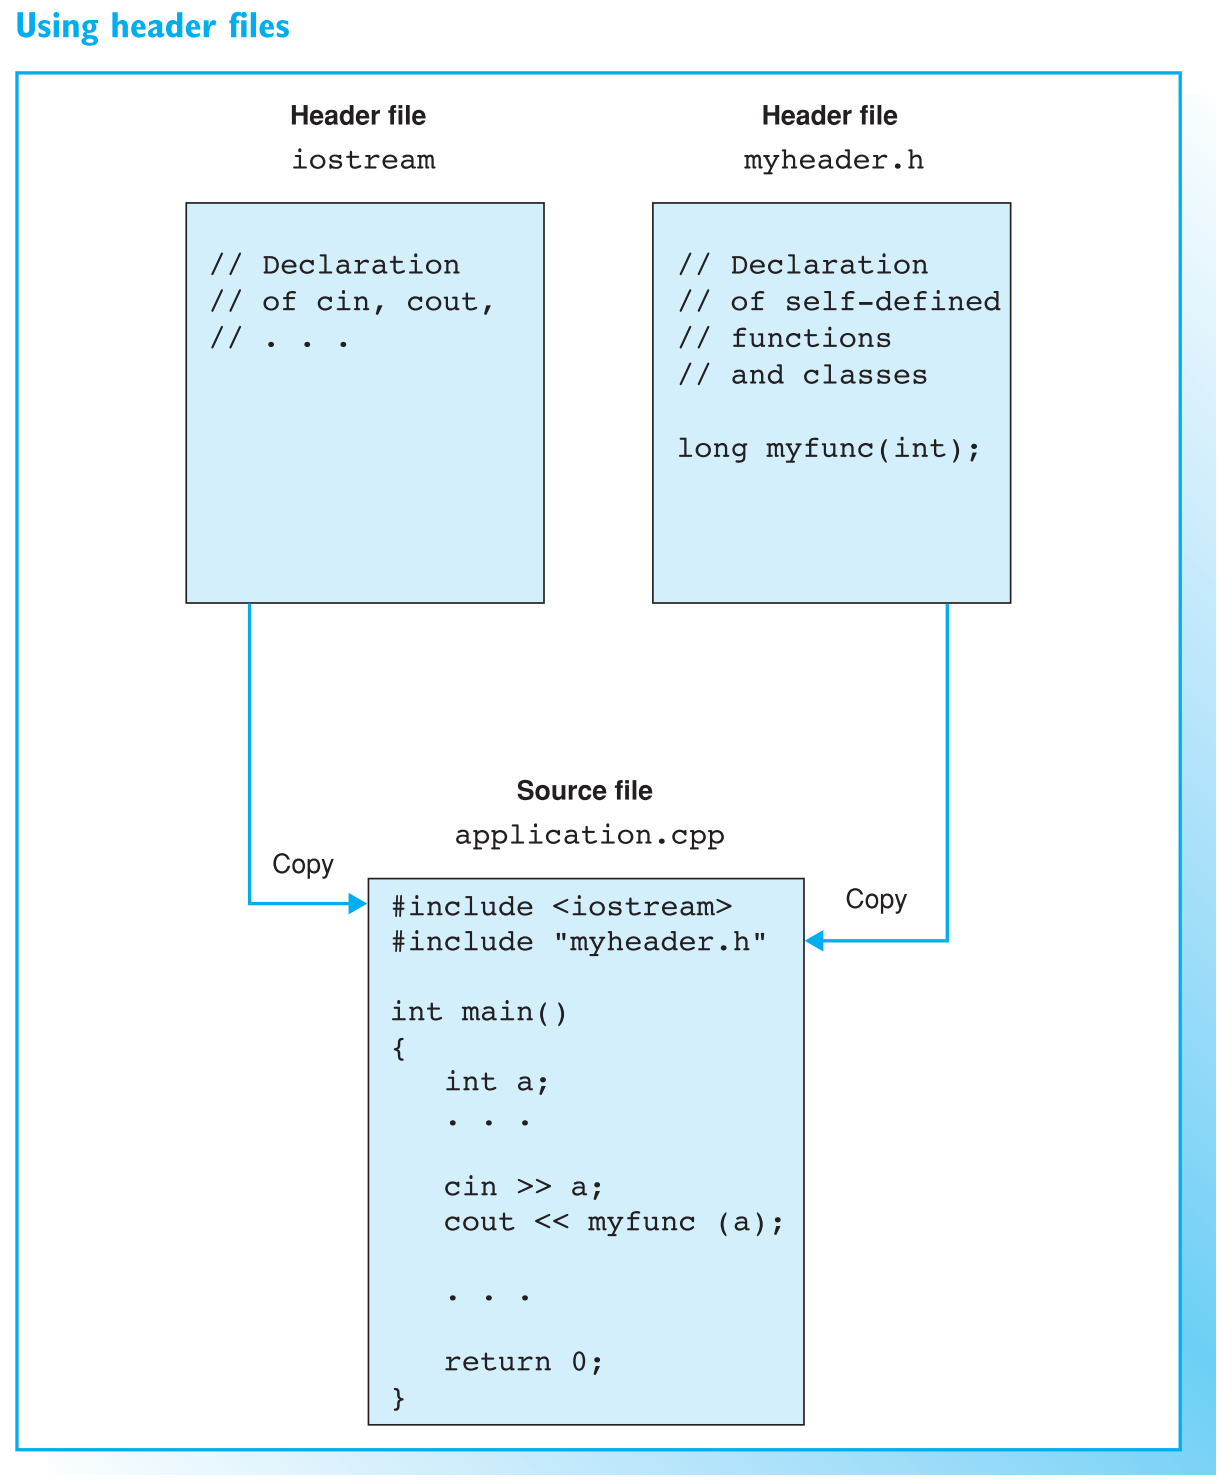 Using header files
Header file
iostream
// Declaration
// of cin, cout,
// . . .
Header file
myheader.h
// Declaration
// of self-defined
// functions
// and classes
long myfunc(int);
Copy
Copy
Source file
application.cpp
#include <iostream>
#include "myheader.h"
int main()
{
int a;
. . .
cin >> a;
cout << myfunc (a);
. . .
return 0;
}